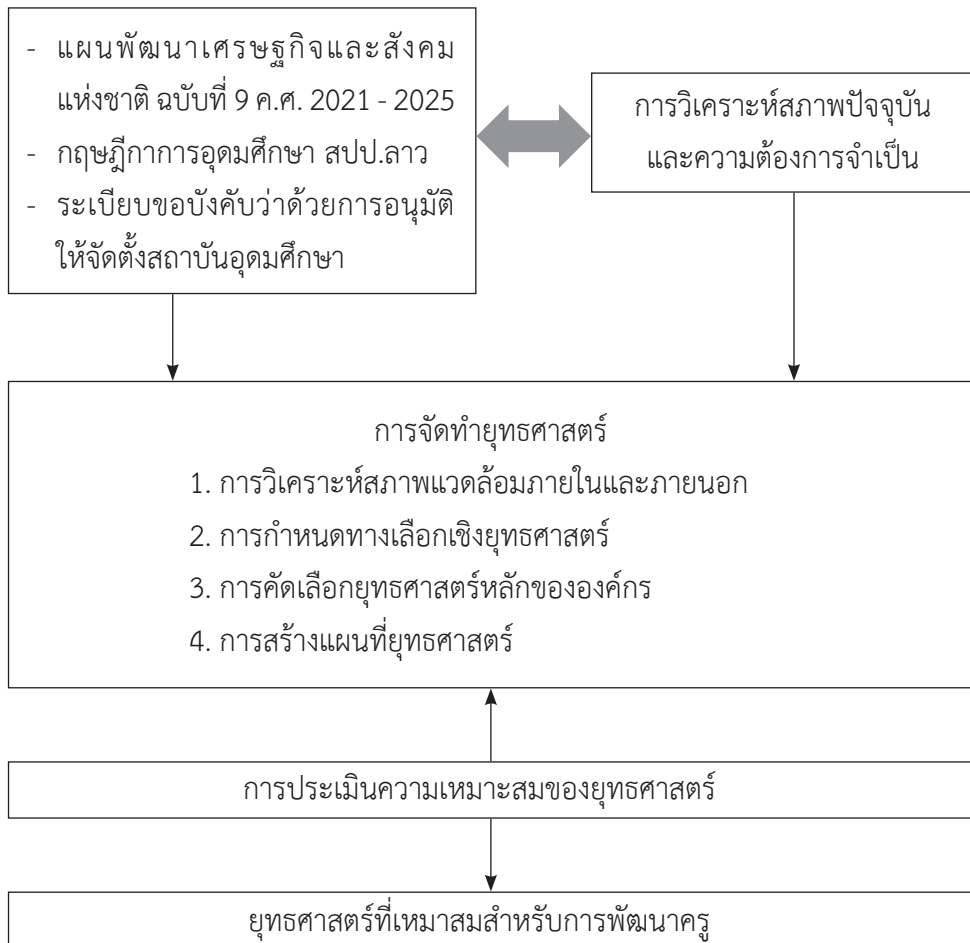 - แผนพัฒนาเศรษฐกิจและสังคม
แห่งชาติ ฉบับที่ 9 ค.ศ. 2021 - 2025
- กฤษฎีกาการอุดมศึกษา สปป.ลาว
- ระเบียบขอบังคับว่าด้วยการอนุมัติ
ให้จัดตั้งสถาบันอุดมศึกษา
การวิเคราะห์สภาพปัจจุบัน
และความต้องการจำเป็น
การจัดทำยุทธศาสตร์
1. การวิเคราะห์สภาพแวดล้อมภายในและภายนอก
2. การกำหนดทางเลือกเชิงยุทธศาสตร์
3. การคัดเลือกยุทธศาสตร์หลักขององค์กร
4. การสร้างแผนที่ยุทธศาสตร์
การประเมินความเหมาะสมของยุทธศาสตร์
ยุทธศาสตร์ที่เหมาสมสำหรับการพัฒนาครู